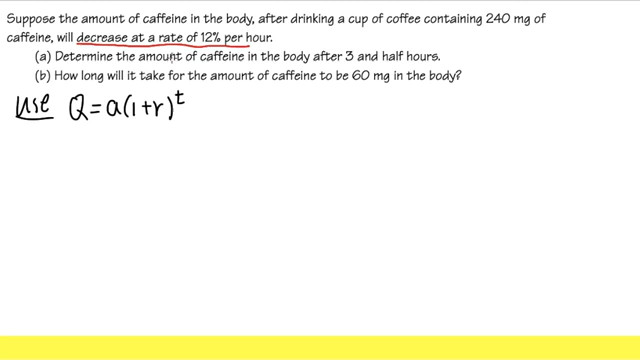 Suppose the amount of caffeine in the body, after drinking a cup of coffee containing 240 mg of
caffeine, will decrease at a rate of 12% per hour.
(a) Determine the amount of caffeine in the body after 3 and half hours.
(b) How long will it take for the amount of caffeine to be 60 mg in the body?
Use Q=a(1+r)^t